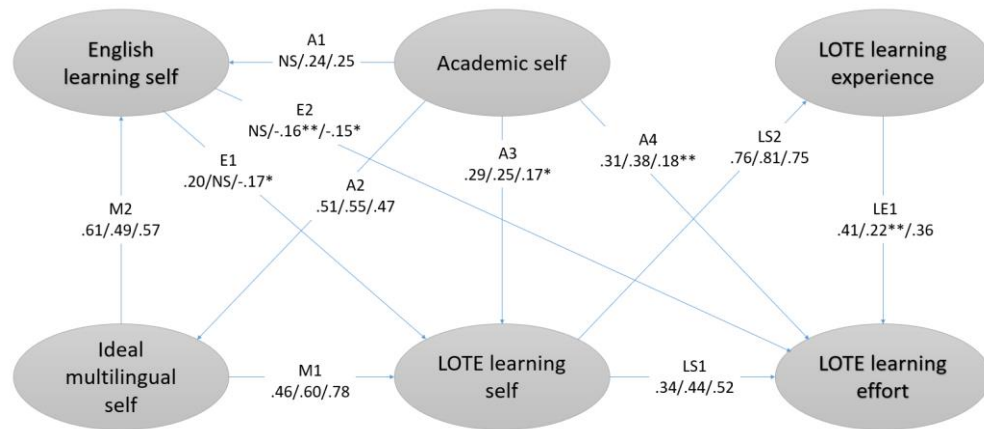 English
learning self
A1
NS/.24/.25
Academic self
LOTE learning
experience
E2
NS/-.16**/-.15*
E1
.20/NS/-.17*
A2
.51/.55/.47
A3
.29/.25/.17*
A4
.31/.38/.18**
LS2
.76/.81/.75
M2
.61/.49/.57
LE1
.41/.22**/.36
Ideal
multilingual
self
M1
.46/.60/.78
LOTE learning
self
LS1
.34/.44/.52
LOTE learning
effort